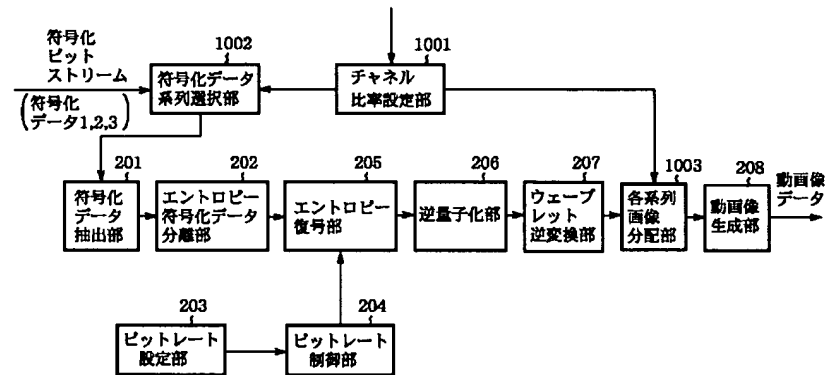 符号化
ビット
ストリーム
(符号化
データ1,2,3)
1002
符号化データ
系列選択部
1001
チャネル
比率設定部
201
符号化
データ
抽出部
202
エントロピー
符号化データ
分離部
205
エントロピー
復号部
206
逆量子化部
207
ウェーブ
レット
逆変換部
1003
各系列
画像
分配部
208
動画像
生成部
動画像
データ
203
ビットレート
設定部
204
ビットレート
制御部